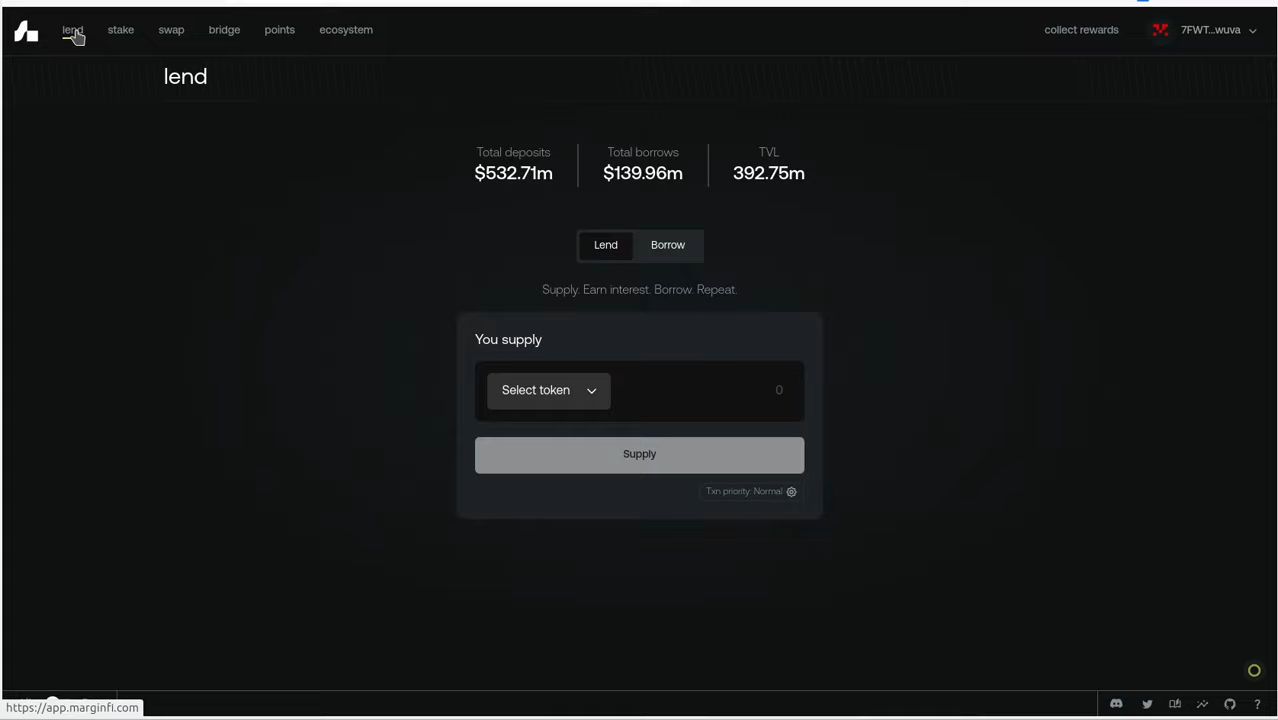 lend stake swap bridge points ecosystem collect rewards 7FWT...wuva
lend
Total deposits Total borrows TVL
$532.71m $139.96m 392.75m
Lend Borrow
Supply. Earn interest. Borrow. Repeat.
You supply
Select token 0
Supply
Txn priority: Normal
https://app.marginfi.com ?